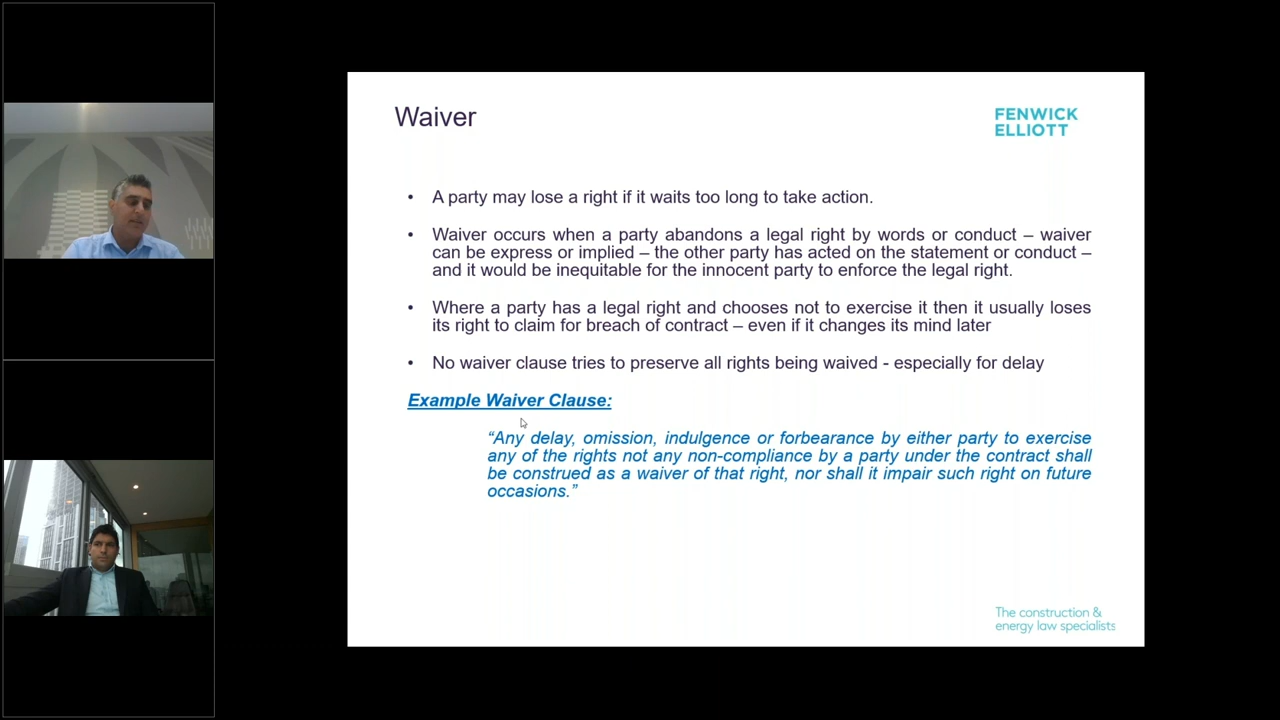 Waiver
FENWICK
ELLIOTT
• A party may lose a right if it waits too long to take action.
• Waiver occurs when a party abandons a legal right by words or conduct – waiver
can be express or implied – the other party has acted on the statement or conduct –
and it would be inequitable for the innocent party to enforce the legal right.
• Where a party has a legal right and chooses not to exercise it then it usually loses
its right to claim for breach of contract – even if it changes its mind later
• No waiver clause tries to preserve all rights being waived - especially for delay
Example Waiver Clause:
“Any delay, omission, indulgence or forbearance by either party to exercise
any of the rights not any non-compliance by a party under the contract shall
be construed as a waiver of that right, nor shall it impair such right on future
occasions.”
The construction &
energy law specialists